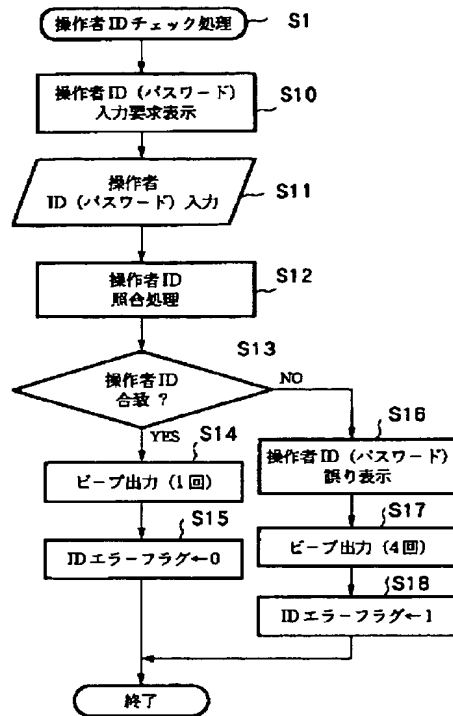 操作者IDチェック処理
S1
操作者ID(パスワード)
入力要求表示
S10
操作者
ID(パスワード)入力
S11
操作者ID
照合処理
S12
S13
操作者ID
合致?
NO
YES
S14
ビープ出力(1回)
S15
IDエラーフラグ←0
S16
操作者ID(パスワード)
誤り表示
S17
ビープ出力(4回)
S18
IDエラーフラグ←1
終了